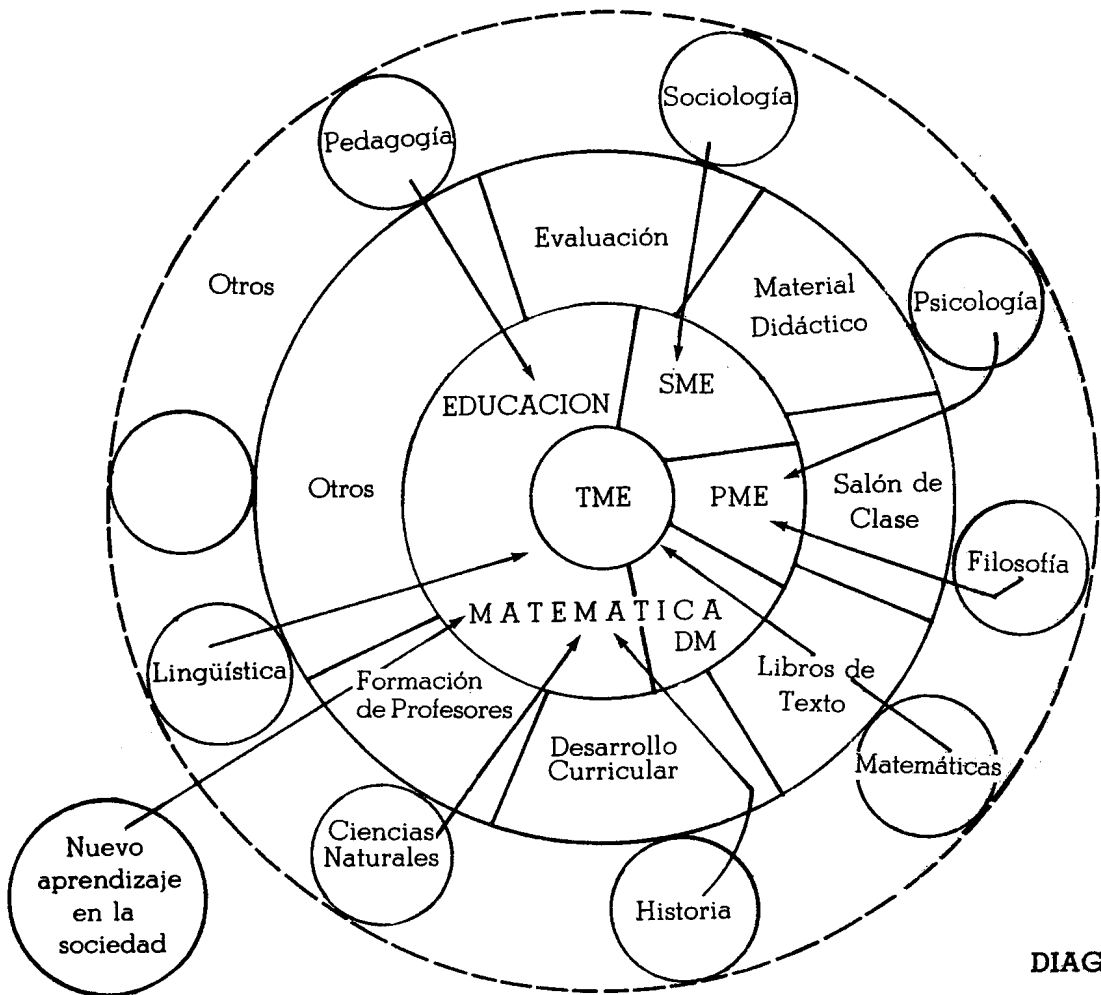 Sociología
Pedagogía
Evaluación
Otros
Material
Didáctico
Psicología
SME
EDUCACION
Otros
TME
PME
Salón de
Clase
Filosofía
MATEMATICA
DM
Lingüística
Formación
de Profesores
Libros de
Texto
Desarrollo
Curricular
Matemáticas
Ciencias
Naturales
Nuevo
aprendizaje
en la
sociedad
Historia
DIAG